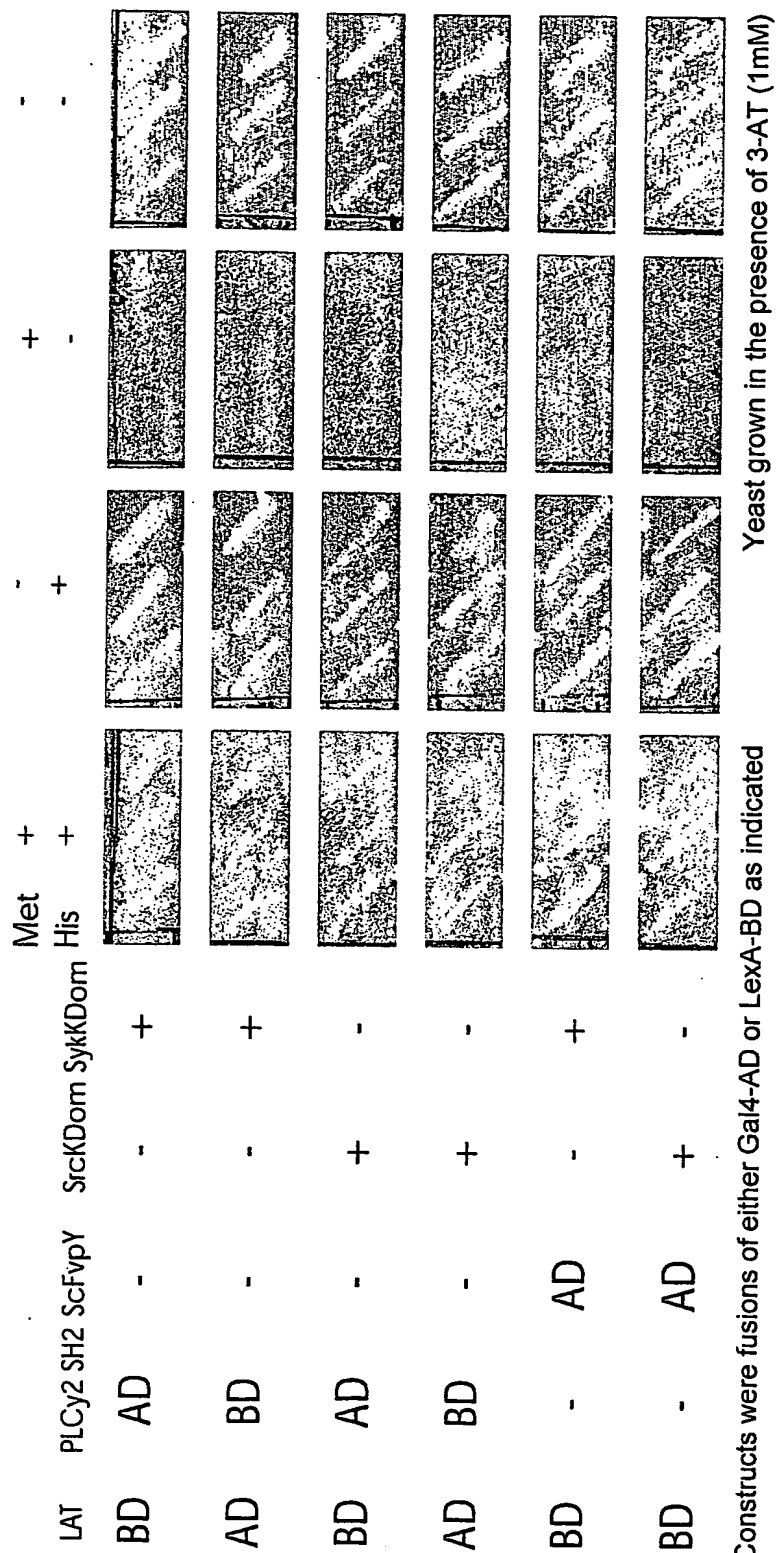 Met + - + -
His + + - -
LAT PLCγ2 SH2 ScFvpY SrcKDom SykKDom
BD AD - - +
AD BD - - +
BD AD - + -
AD BD - + -
BD - AD - +
BD - AD + -
Constructs were fusions of either Gal4-AD or LexA-BD as indicated
Yeast grown in the presence of 3-AT (1mM)